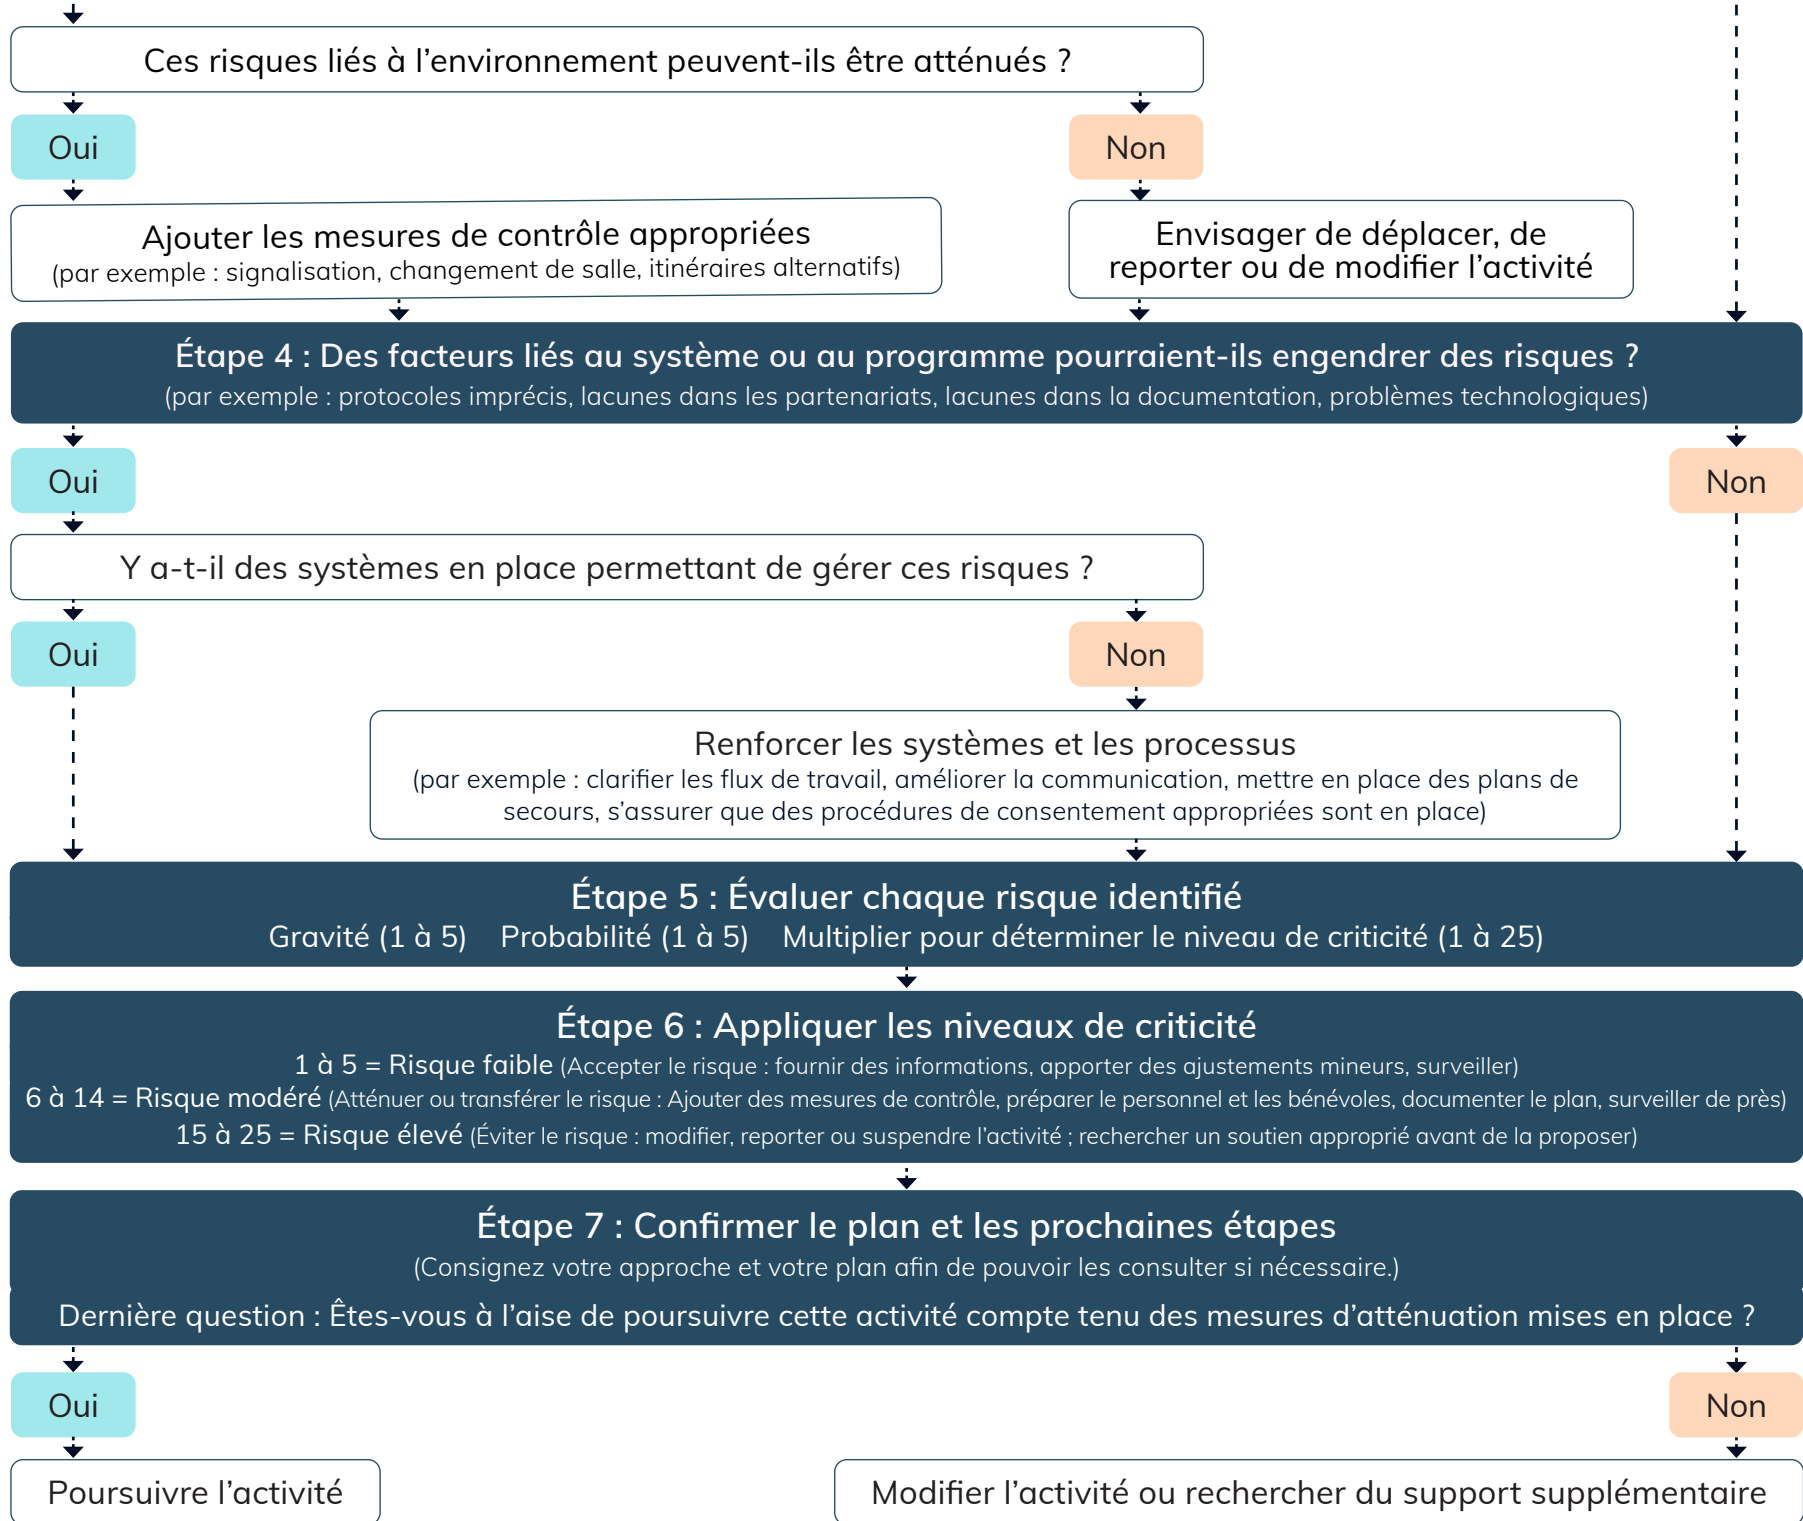 Ces risques liés à l’environnement peuvent-ils être atténués ?
Oui
Non
Ajouter les mesures de contrôle appropriées
(par exemple : signalisation, changement de salle, itinéraires alternatifs)
Envisager de déplacer, de
reporter ou de modifier l’activité
Étape 4 : Des facteurs liés au système ou au programme pourraient-ils engendrer des risques ?
(par exemple : protocoles imprécis, lacunes dans les partenariats, lacunes dans la documentation, problèmes technologiques)
Oui
Non
Y a-t-il des systèmes en place permettant de gérer ces risques ?
Oui
Non
Renforcer les systèmes et les processus
(par exemple : clarifier les flux de travail, améliorer la communication, mettre en place des plans de
secours, s’assurer que des procédures de consentement appropriées sont en place)
Étape 5 : Évaluer chaque risque identifié
Gravité (1 à 5) Probabilité (1 à 5) Multiplier pour déterminer le niveau de criticité (1 à 25)
Étape 6 : Appliquer les niveaux de criticité
1 à 5 = Risque faible (Accepter le risque : fournir des informations, apporter des ajustements mineurs, surveiller)
6 à 14 = Risque modéré (Atténuer ou transférer le risque : Ajouter des mesures de contrôle, préparer le personnel et les bénévoles, documenter le plan, surveiller de près)
15 à 25 = Risque élevé (Éviter le risque : modifier, reporter ou suspendre l’activité ; rechercher un soutien approprié avant de la proposer)
Étape 7 : Confirmer le plan et les prochaines étapes
(Consignez votre approche et votre plan afin de pouvoir les consulter si nécessaire.)
Dernière question : Êtes-vous à l’aise de poursuivre cette activité compte tenu des mesures d’atténuation mises en place ?
Oui
Non
Poursuivre l’activité
Modifier l’activité ou rechercher du support supplémentaire